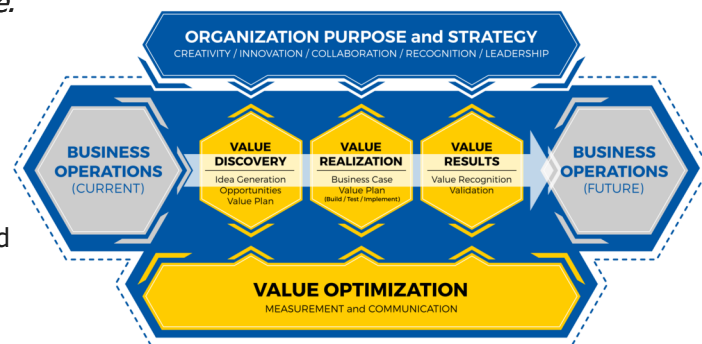 e.
ORGANIZATION PURPOSE and STRATEGY
CREATIVITY / INNOVATION / COLLABORATION / RECOGNITION / LEADERSHIP
BUSINESS
OPERATIONS
(CURRENT)
VALUE
DISCOVERY
Idea Generation
Opportunities
Value Plan
VALUE
REALIZATION
Business Case
Value Plan
(Build / Test / Implement)
VALUE
RESULTS
Value Recognition
Validation
BUSINESS
OPERATIONS
(FUTURE)
d
VALUE OPTIMIZATION
MEASUREMENT and COMMUNICATION